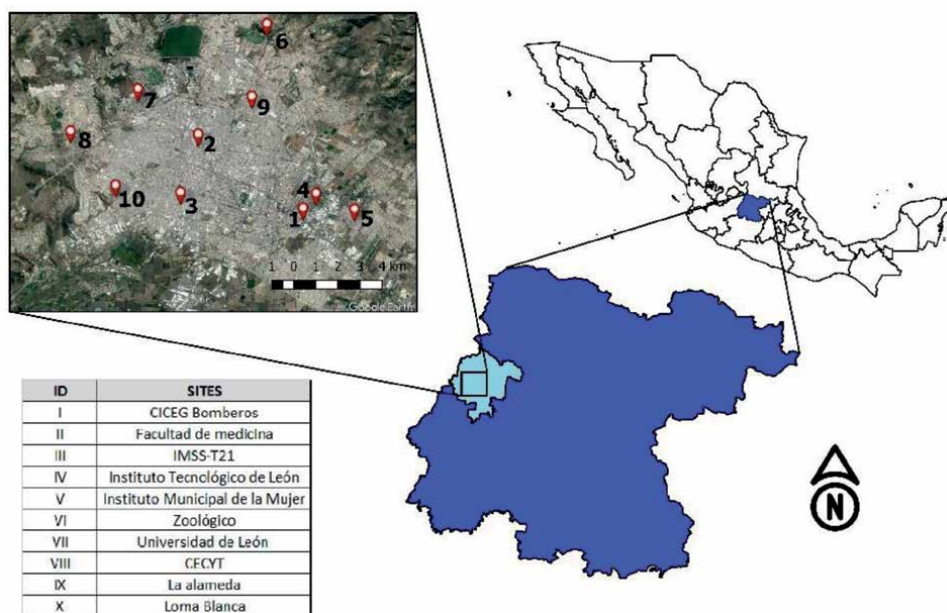 6
7
9
8
2
10
3
4
1
5
1 0 1 2 3 4 km
Google Earth
ID SITES
I CICEG Bomberos
II Facultad de medicina
III IMSS-T21
IV Instituto Tecnológico de León
V Instituto Municipal de la Mujer
VI Zoológico
VII Universidad de León
VIII CECYT
IX La alameda
X Loma Blanca
N